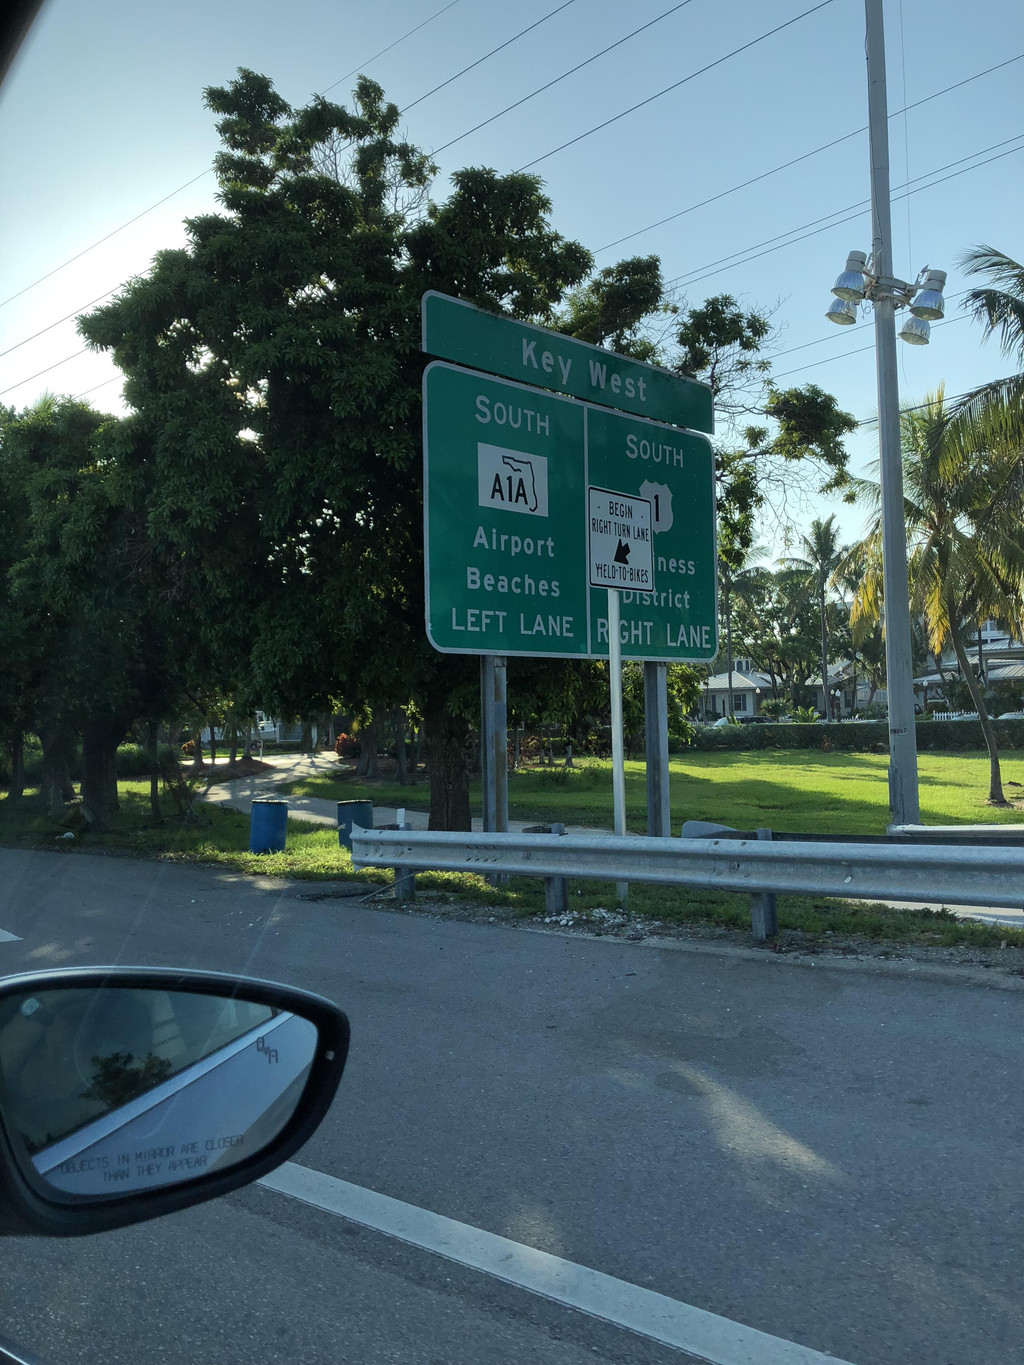 Key West
SOUTH
A1A
Airport
Beaches
LEFT LANE
SOUTH
1
ness
District
RIGHT LANE
BEGIN
RIGHT TURN LANE
YIELD TO BIKES
OBJECTS IN MIRROR ARE CLOSER
THAN THEY APPEAR